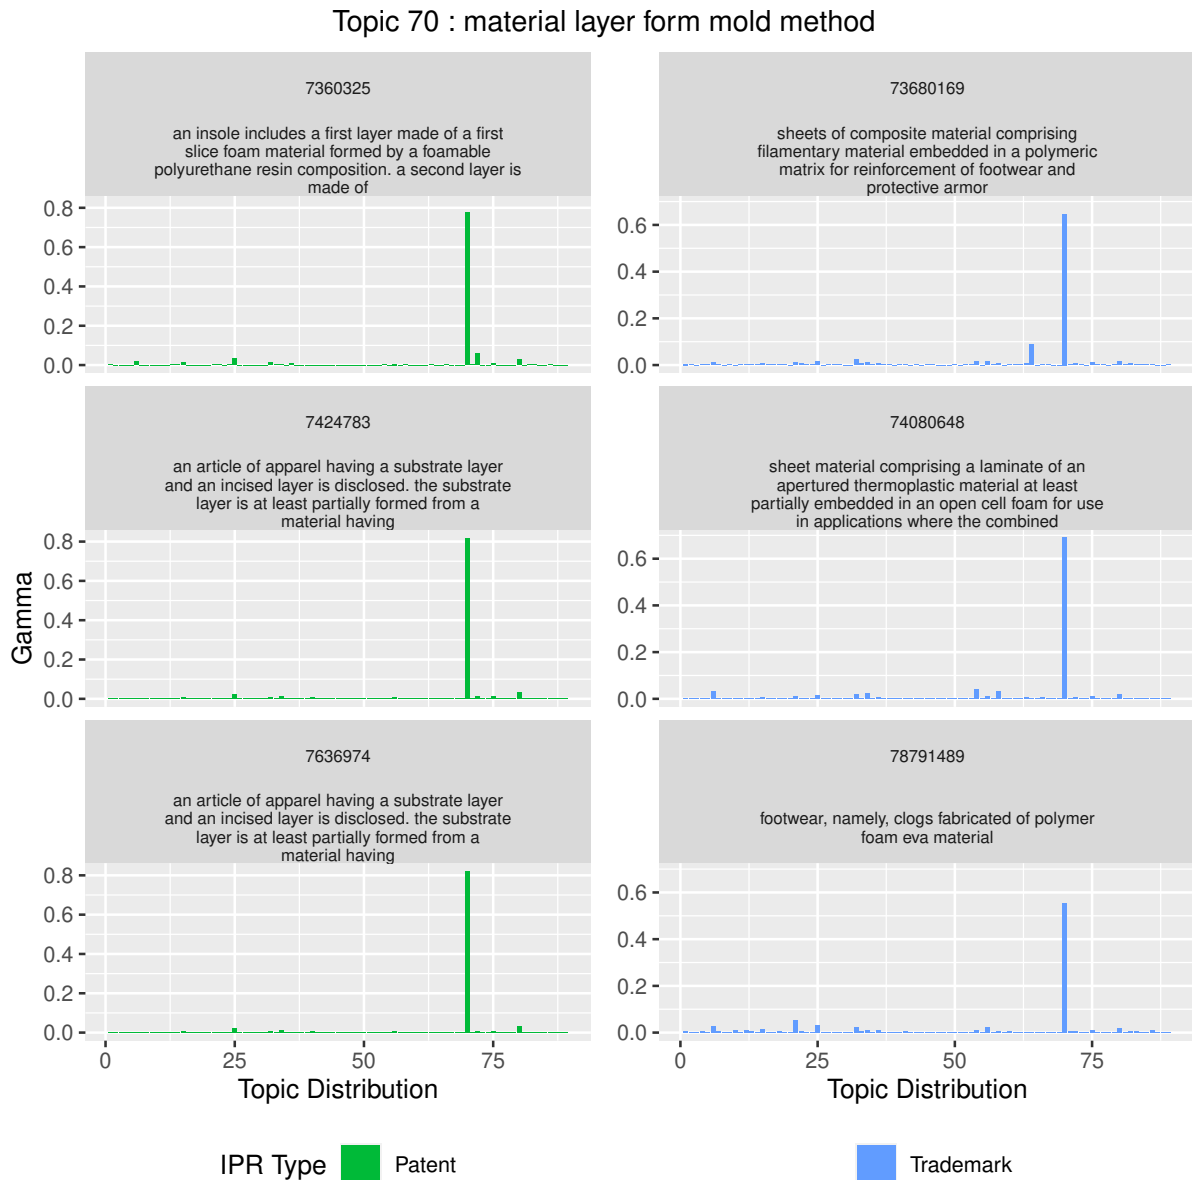 Topic 70 : material layer form mold method
7360325
an insole includes a first layer made of a first
slice foam material formed by a foamable
polyurethane resin composition. a second layer is
made of
73680169
sheets of composite material comprising
filamentary material embedded in a polymeric
matrix for reinforcement of footwear and
protective armor
0.8
0.6
0.4
0.2
0.0
0.6
0.4
0.2
0.0
7424783
an article of apparel having a substrate layer
and an incised layer is disclosed. the substrate
layer is at least partially formed from a
material having
74080648
sheet material comprising a laminate of an
apertured thermoplastic material at least
partially embedded in an open cell foam for use
in applications where the combined
0.8
0.6
0.4
0.2
0.0
0.6
0.4
0.2
0.0
Gamma
7636974
an article of apparel having a substrate layer
and an incised layer is disclosed. the substrate
layer is at least partially formed from a
material having
78791489
footwear, namely, clogs fabricated of polymer
foam eva material
0.8
0.6
0.4
0.2
0.0
0.6
0.4
0.2
0.0
0 25 50 75
0 25 50 75
Topic Distribution
Topic Distribution
IPR Type Patent Trademark